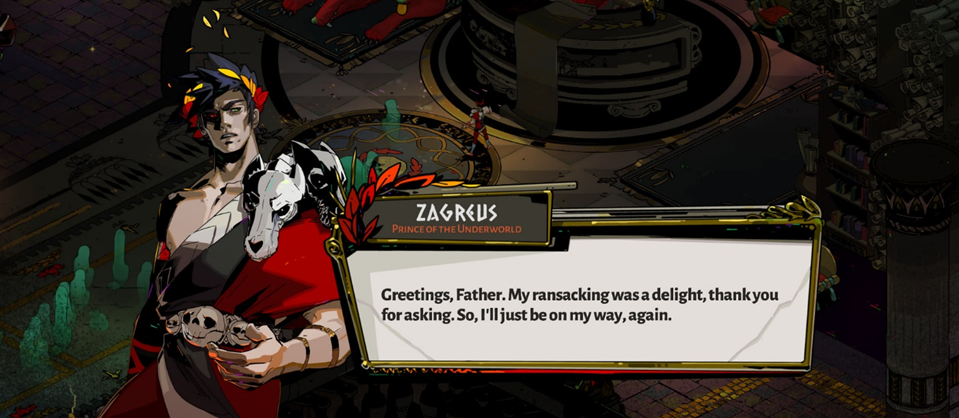 ZAGREUS
PRINCE OF THE UNDERWORLD
Greetings, Father. My ransacking was a delight, thank you
for asking. So, I'll just be on my way, again.